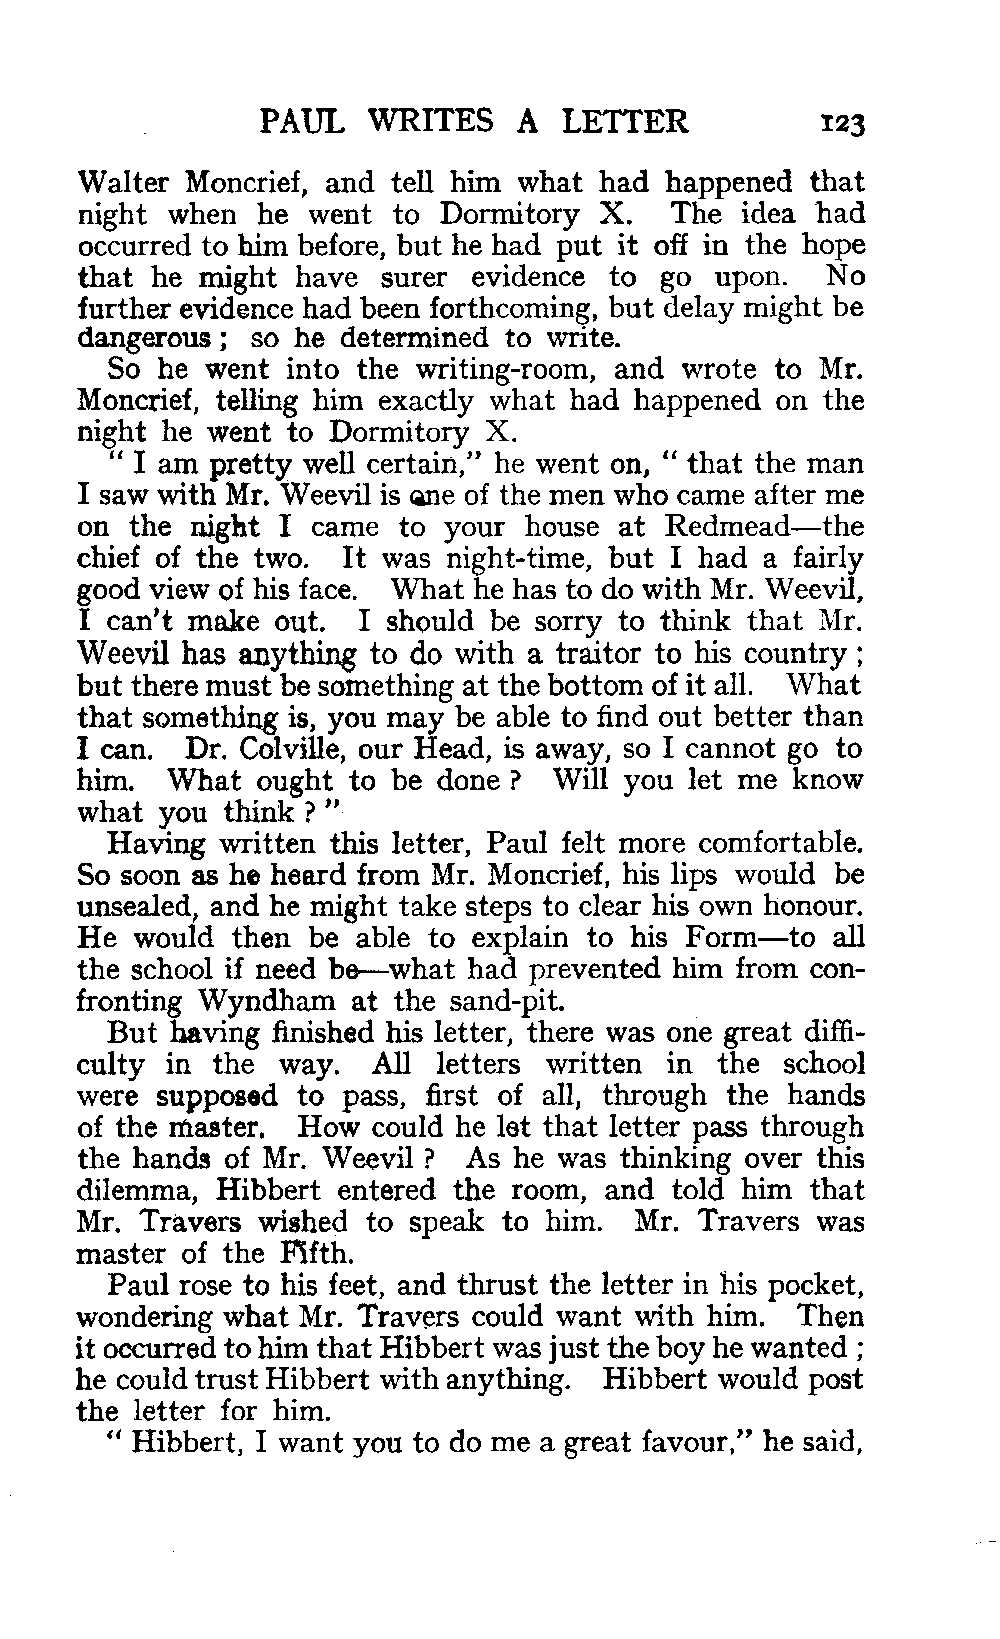 PAUL WRITES A LETTER 123
Walter Moncrief, and tell him what had happened that
night when he went to Dormitory X. The idea had
occurred to him before, but he had put it off in the hope
that he might have surer evidence to go upon. No
further evidence had been forthcoming, but delay might be
dangerous ; so he determined to write.
So he went into the writing-room, and wrote to Mr.
Moncrief, telling him exactly what had happened on the
night he went to Dormitory X.
" I am pretty well certain," he went on, " that the man
I saw with Mr. Weevil is one of the men who came after me
on the night I came to your house at Redmead—the
chief of the two. It was night-time, but I had a fairly
good view of his face. What he has to do with Mr. Weevil,
I can't make out. I should be sorry to think that Mr.
Weevil has anything to do with a traitor to his country ;
but there must be something at the bottom of it all. What
that something is, you may be able to find out better than
I can. Dr. Colville, our Head, is away, so I cannot go to
him. What ought to be done ? Will you let me know
what you think ? "
Having written this letter, Paul felt more comfortable.
So soon as he heard from Mr. Moncrief, his lips would be
unsealed, and he might take steps to clear his own honour.
He would then be able to explain to his Form—to all
the school if need be—what had prevented him from con-
fronting Wyndham at the sand-pit.
But having finished his letter, there was one great diffi-
culty in the way. All letters written in the school
were supposed to pass, first of all, through the hands
of the master. How could he let that letter pass through
the hands of Mr. Weevil ? As he was thinking over this
dilemma, Hibbert entered the room, and told him that
Mr. Travers wished to speak to him. Mr. Travers was
master of the Fifth.
Paul rose to his feet, and thrust the letter in his pocket,
wondering what Mr. Travers could want with him. Then
it occurred to him that Hibbert was just the boy he wanted ;
he could trust Hibbert with anything. Hibbert would post
the letter for him.
" Hibbert, I want you to do me a great favour," he said,